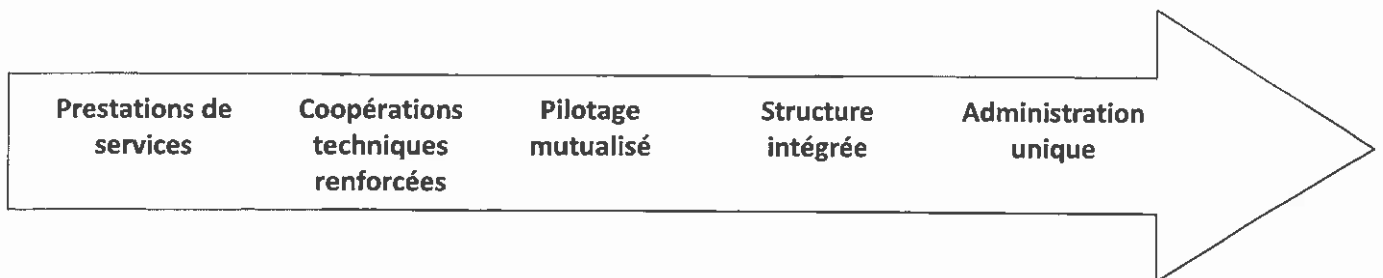 Prestations de
services
Coopérations
techniques
renforcées
Pilotage
mutualisé
Structure
intégrée
Administration
unique